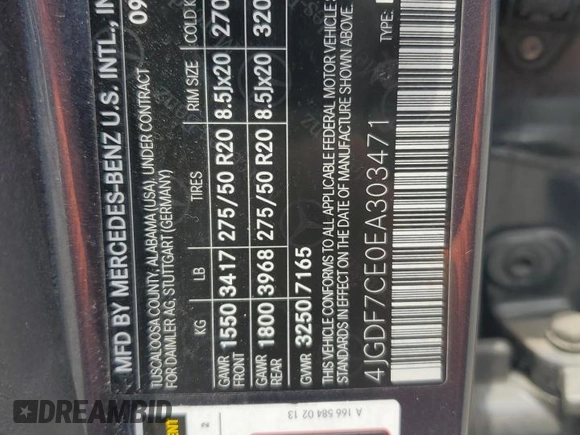 MFD BY MERCEDES-BENZ U.S. INTL., IN
09
TUSCALOOSA COUNTY, ALABAMA (USA), UNDER CONTRACT
FOR DAIMLER AG, STUTTGART (GERMANY)
KG LB TIRES RIM SIZE COLD K
GAWR FRONT 1550 3417 275/50 R20 8.5Jx20 270
GAWR REAR 1800 3968 275/50 R20 8.5Jx20 320
GVWR 3250 7165
THIS VEHICLE CONFORMS TO ALL APPLICABLE FEDERAL MOTOR VEHICLE S
STANDARDS IN EFFECT ON THE DATE OF MANUFACTURE SHOWN ABOVE.
4JGDF7CE0EA303471
TYPE:
A 166 584 02 13
DREAMBID